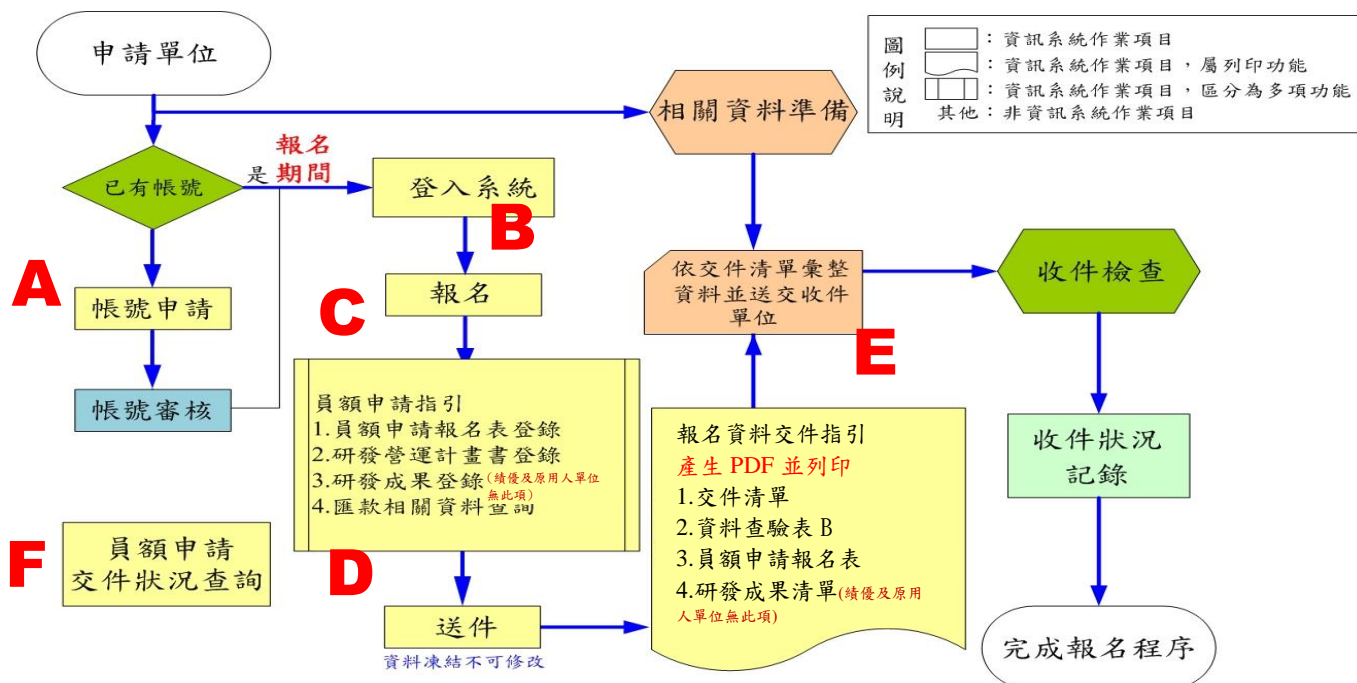 申請單位
圖例說明
：資訊系統作業項目
：資訊系統作業項目，屬列印功能
：資訊系統作業項目，區分為多項功能
其他：非資訊系統作業項目
相關資料準備
已有帳號
是
報名
期間
登入系統
B
A
帳號申請
C
報名
依交件清單彙整
資料並送交收件
單位
E
收件檢查
帳號審核
員額申請指引
1.員額申請報名表登錄
2.研發營運計畫書登錄
3.研發成果登錄(績優及原用人單位
無此項)
4.匯款相關資料查詢
報名資料交件指引
產生 PDF 並列印
1.交件清單
2.資料查驗表 B
3.員額申請報名表
4.研發成果清單(績優及原用
人單位無此項)
收件狀況
記錄
F
員額申請
交件狀況查詢
D
送件
資料凍結不可修改
完成報名程序